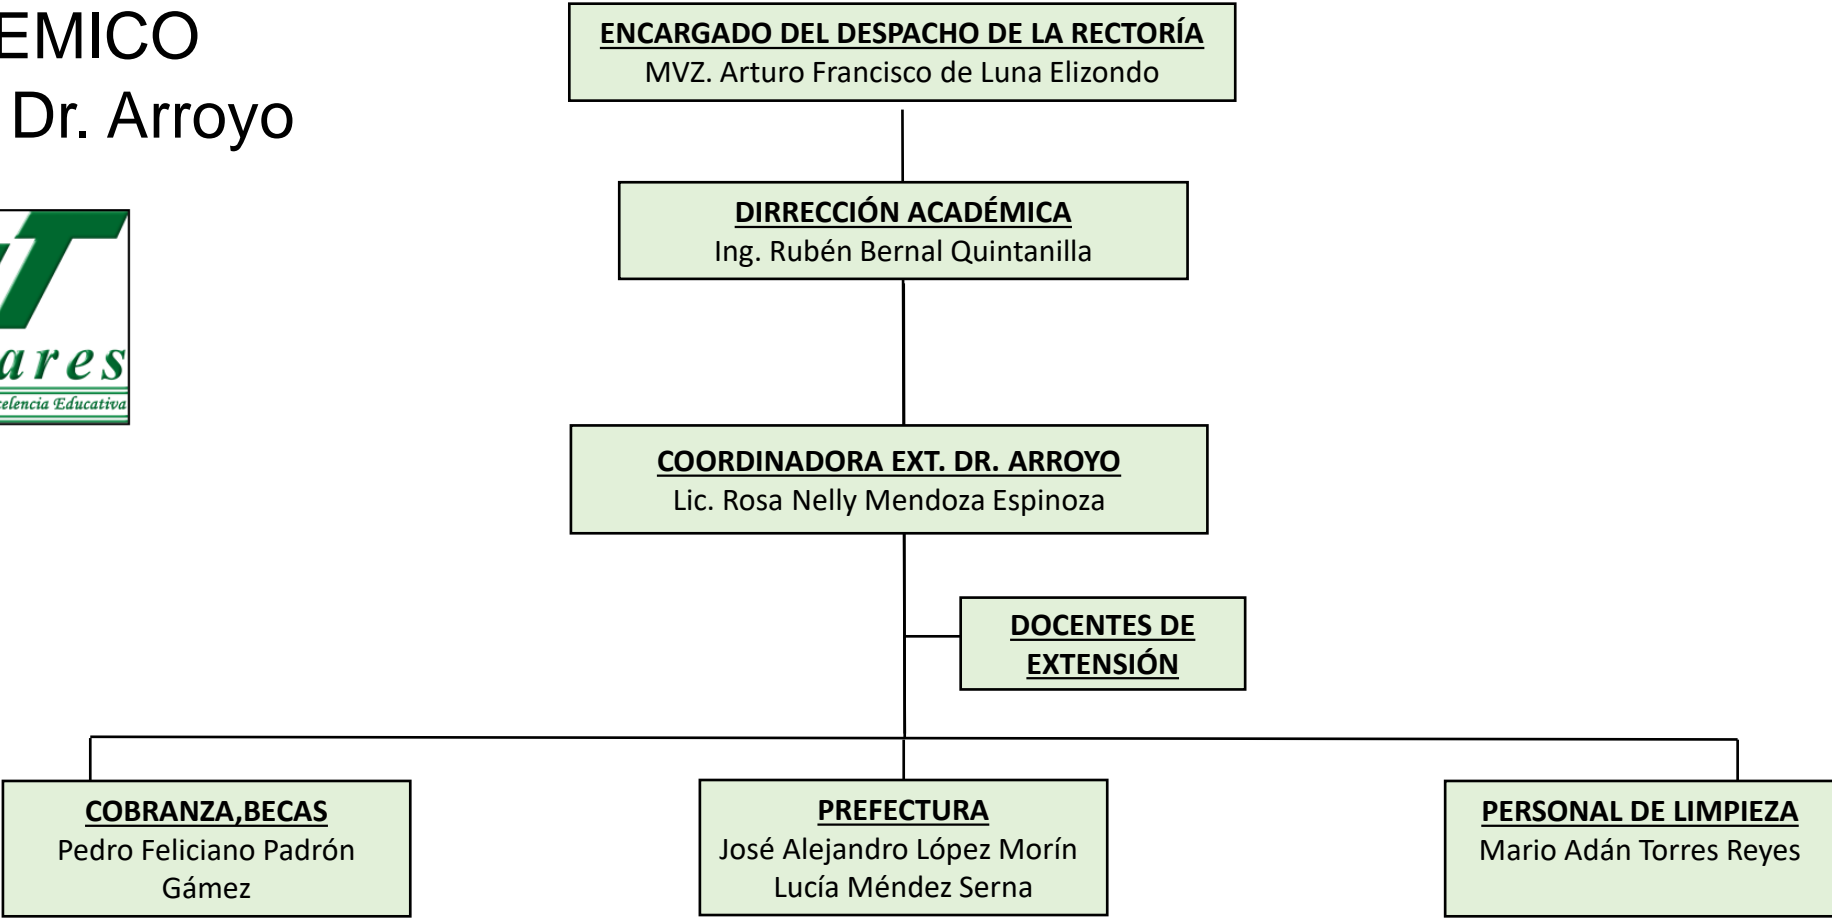 EMICO
Dr. Arroyo
ares
celencia Educativa
ENCARGADO DEL DESPACHO DE LA RECTORÍA
MVZ. Arturo Francisco de Luna Elizondo
DIRRECCIÓN ACADÉMICA
Ing. Rubén Bernal Quintanilla
COORDINADORA EXT. DR. ARROYO
Lic. Rosa Nelly Mendoza Espinoza
DOCENTES DE
EXTENSIÓN
COBRANZA,BECAS
Pedro Feliciano Padrón
Gámez
PREFECTURA
José Alejandro López Morín
Lucía Méndez Serna
PERSONAL DE LIMPIEZA
Mario Adán Torres Reyes